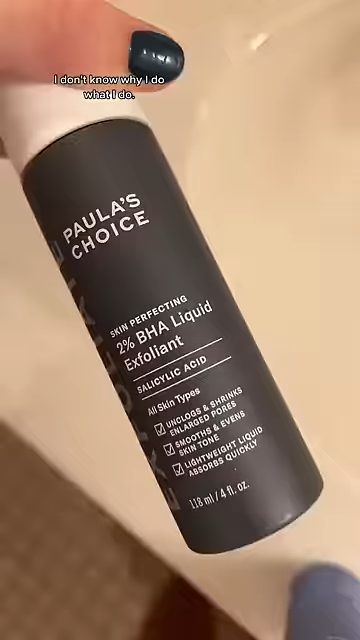 I don't know why I do
what I do.
PAULA'S
CHOICE
SKIN PERFECTING
2% BHA Liquid
Exfoliant
SALICYLIC ACID
All Skin Types
UNCLOGS & SHRINKS
ENLARGED PORES
SMOOTHS & EVENS
SKIN TONE
LIGHTWEIGHT LIQUID
ABSORBS QUICKLY
118 ml / 4 fl. oz.